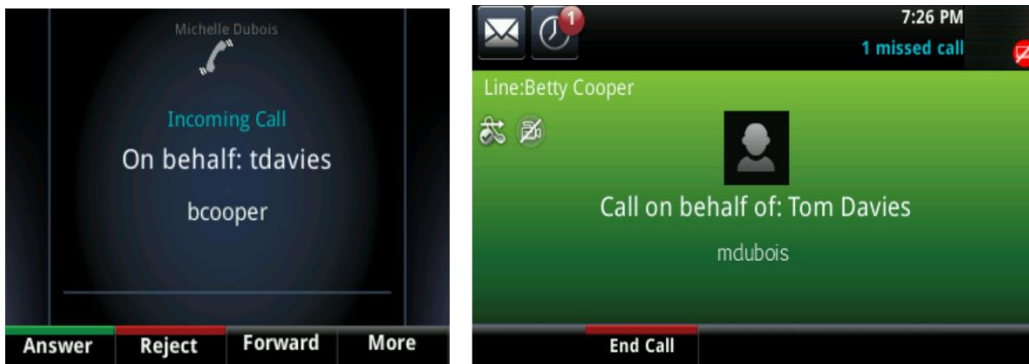 Michelle Dubois
Incoming Call
On behalf: tdavies
bcooper
Answer Reject Forward More
1
7:26 PM
1 missed call
Line:Betty Cooper
Call on behalf of: Tom Davies
mdubois
End Call